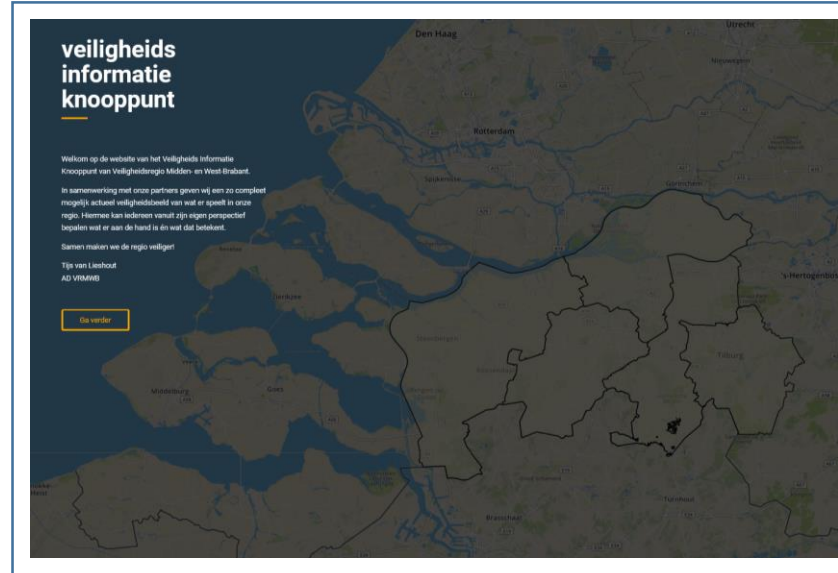 veiligheids
informatie
knooppunt
Welkom op de website van het Veiligheids Informatie
Knooppunt van Veiligheidsregio Midden- en West-Brabant.
In samenwerking met onze partners geven wij een zo compleet
mogelijk actueel veiligheidsbeeld van wat er speelt in onze
regio. Hiermee kan iedereen vanuit zijn eigen perspectief
bepalen wat er aan de hand is én wat dat betekent.
Samen maken we de regio veiliger!
Tijs van Lieshout
AD VRMWB
Ga verder
Den Haag
Utrecht
Nieuwegein
Rotterdam
Spijkenisse
Gorinchem
's-Hertogenbos
Zierikzee
Steenbergen
Roosendaal
Tilburg
Middelburg
Goes
Turnhout
Brasschaat